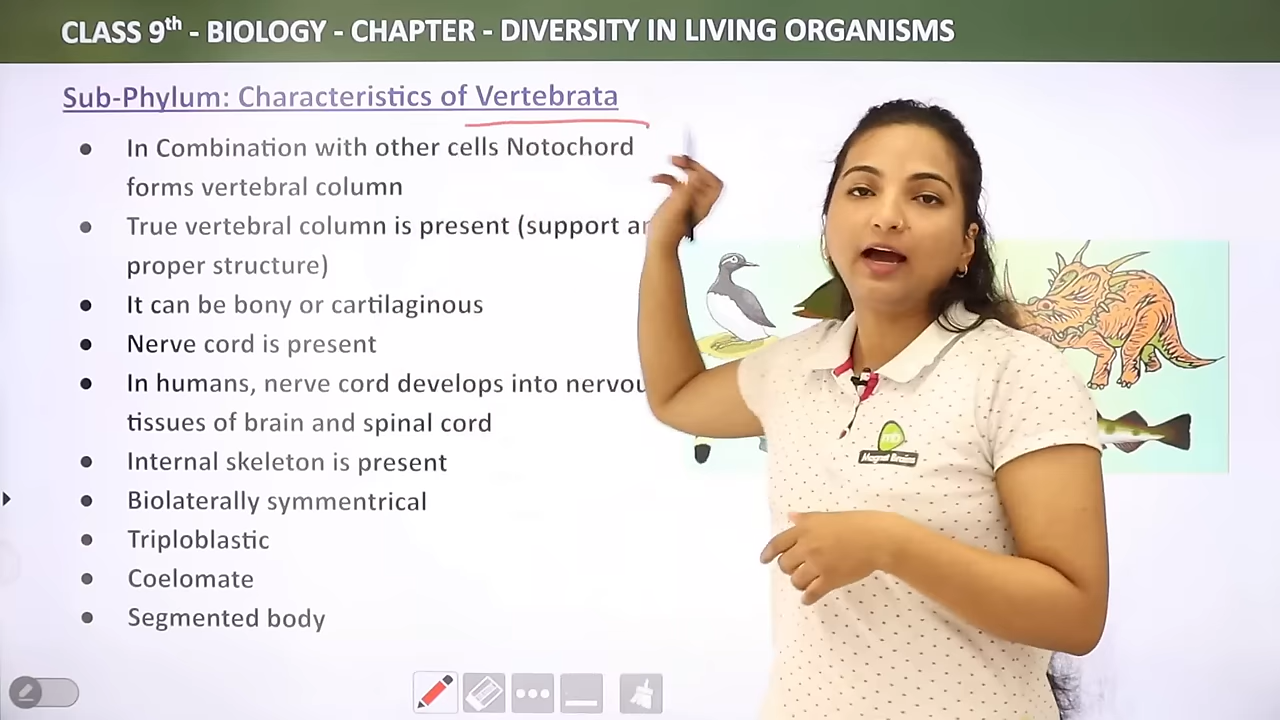 CLASS 9th - BIOLOGY - CHAPTER - DIVERSITY IN LIVING ORGANISMS
Sub-Phylum: Characteristics of Vertebrata
● In Combination with other cells Notochord
forms vertebral column
● True vertebral column is present (support
proper structure)
● It can be bony or cartilaginous
● Nerve cord is present
● In humans, nerve cord develops into
tissues of brain and spinal cord
● Internal skeleton is present
● Biolaterally symmentrical
● Triploblastic
● Coelomate
● Segmented body
Magnet Brains